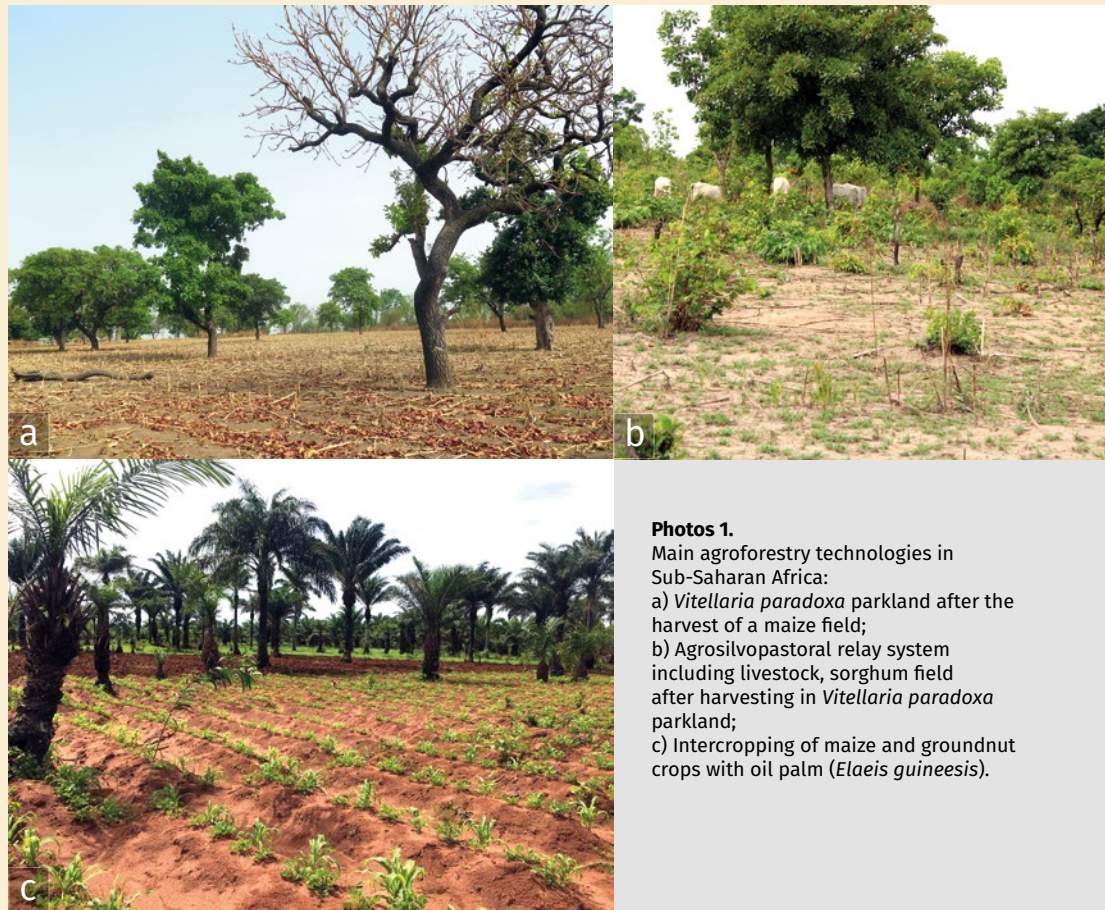 a
b
c
Photos 1.
Main agroforestry technologies in
Sub-Saharan Africa:
a) Vitellaria paradoxa parkland after the
harvest of a maize field;
b) Agrosilvopastoral relay system
including livestock, sorghum field
after harvesting in Vitellaria paradoxa
parkland;
c) Intercropping of maize and groundnut
crops with oil palm (Elaeis guineesis).